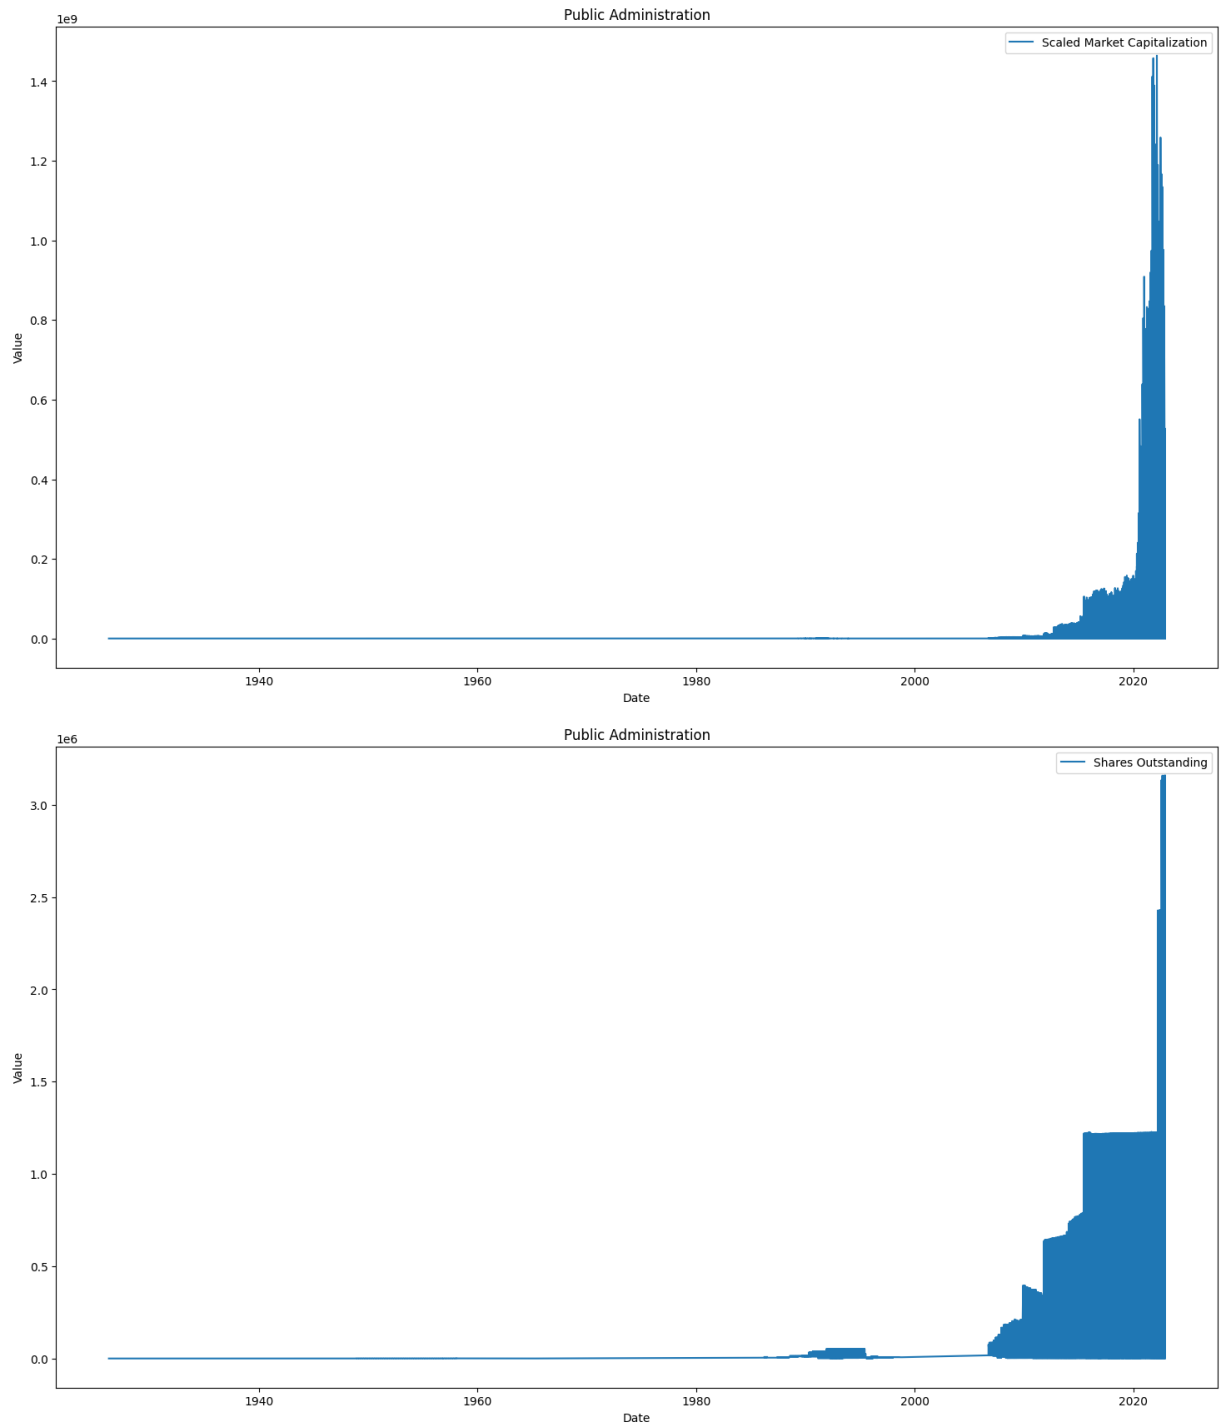 Public Administration
1e9
Scaled Market Capitalization
1.4
1.2
1.0
0.8
0.6
0.4
0.2
0.0
Value
1940 1960 1980 2000 2020
Date
Public Administration
1e6
Shares Outstanding
3.0
2.5
2.0
1.5
1.0
0.5
0.0
Value
1940 1960 1980 2000 2020
Date